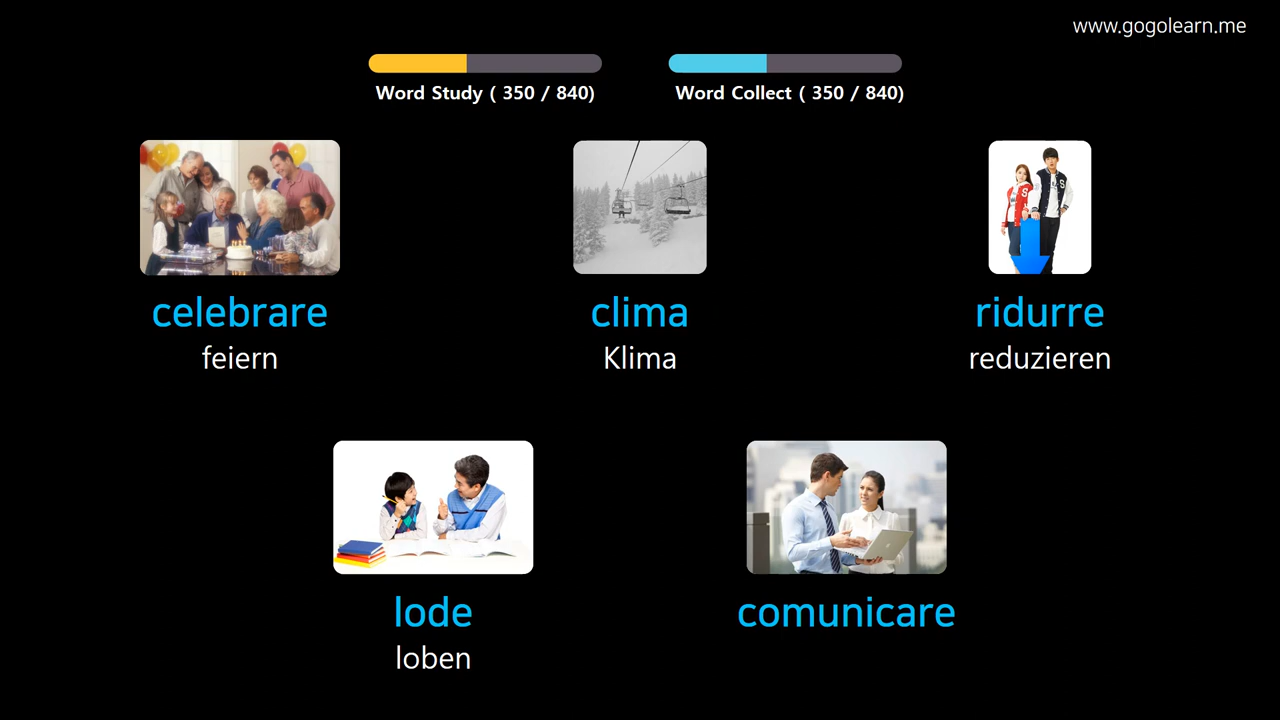 www.gogolearn.me
Word Study ( 350 / 840)
Word Collect ( 350 / 840)
celebrare
feiern
clima
Klima
ridurre
reduzieren
lode
loben
comunicare